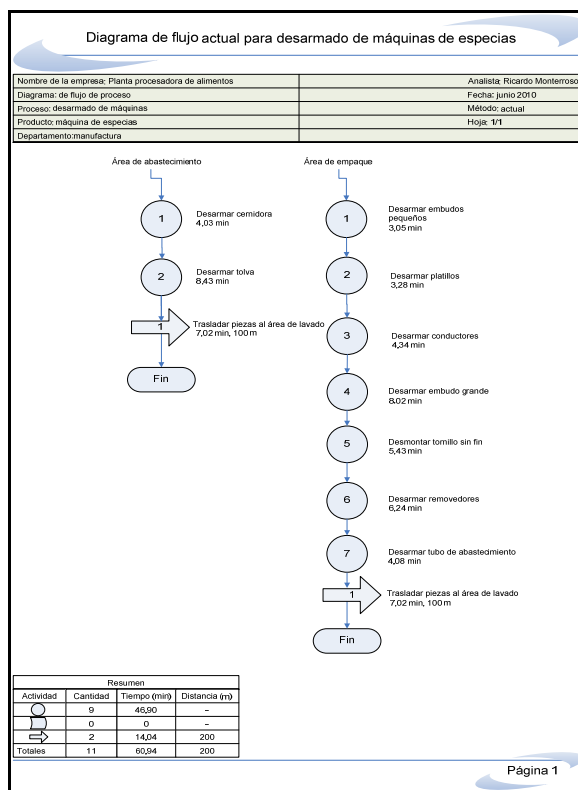 Diagrama de flujo actual para desarmado de máquinas de especias
Nombre de la empresa: Planta procesadora de alimentos Analista: Ricardo Monterroso
Diagrama: de flujo de proceso Fecha: junio 2010
Proceso: desarmado de máquinas Método: actual
Producto: máquina de especias Hoja: 1/1
Departamento:manufactura
Área de abastecimiento
1
Desarmar cernidora
4,03 min
2
Desarmar tolva
8,43 min
1
Trasladar piezas al área de lavado
7,02 min, 100 m
Fin
Área de empaque
1
Desarmar embudos
pequeños
3,05 min
2
Desarmar platillos
3,28 min
3
Desarmar conductores
4,34 min
4
Desarmar embudo grande
8,02 min
5
Desmontar tornillo sin fin
5,43 min
6
Desarmar removedores
6,24 min
7
Desarmar tubo de abastecimiento
4,08 min
1
Trasladar piezas al área de lavado
7,02 min, 100 m
Fin
Resumen
Actividad Cantidad Tiempo (min) Distancia (m)
9 46,90 –
0 0 –
2 14,04 200
Totales 11 60,94 200
Página 1